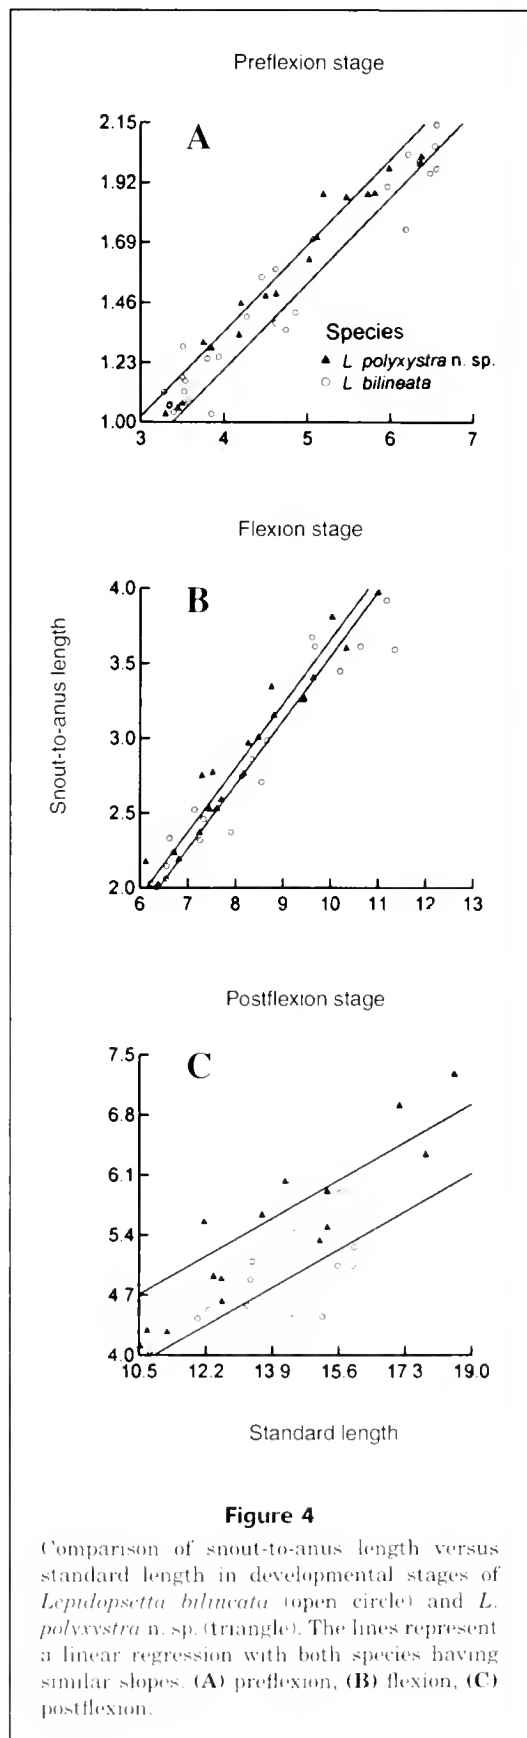 Preflexion stage
A
2.15
1.92
1.69
1.46
1.23
1.00
3 4 5 6 7
Species
L polyxystra n. sp.
L bilineata
Flexion stage
B
4.0
3.5
3.0
2.5
2.0
6 7 8 9 10 11 12 13
Snout-to-anus length
Postflexion stage
C
7.5
6.8
6.1
5.4
4.7
4.0
10.5 12.2 13.9 15.6 17.3 19.0
Standard length
Figure 4
Comparison of snout-to-anus length versus
standard length in developmental stages of
Lepidopsetta bilineata (open circle) and L.
polyxystra n. sp. (triangle). The lines represent
a linear regression with both species having
similar slopes. (A) preflexion, (B) flexion, (C)
postflexion.